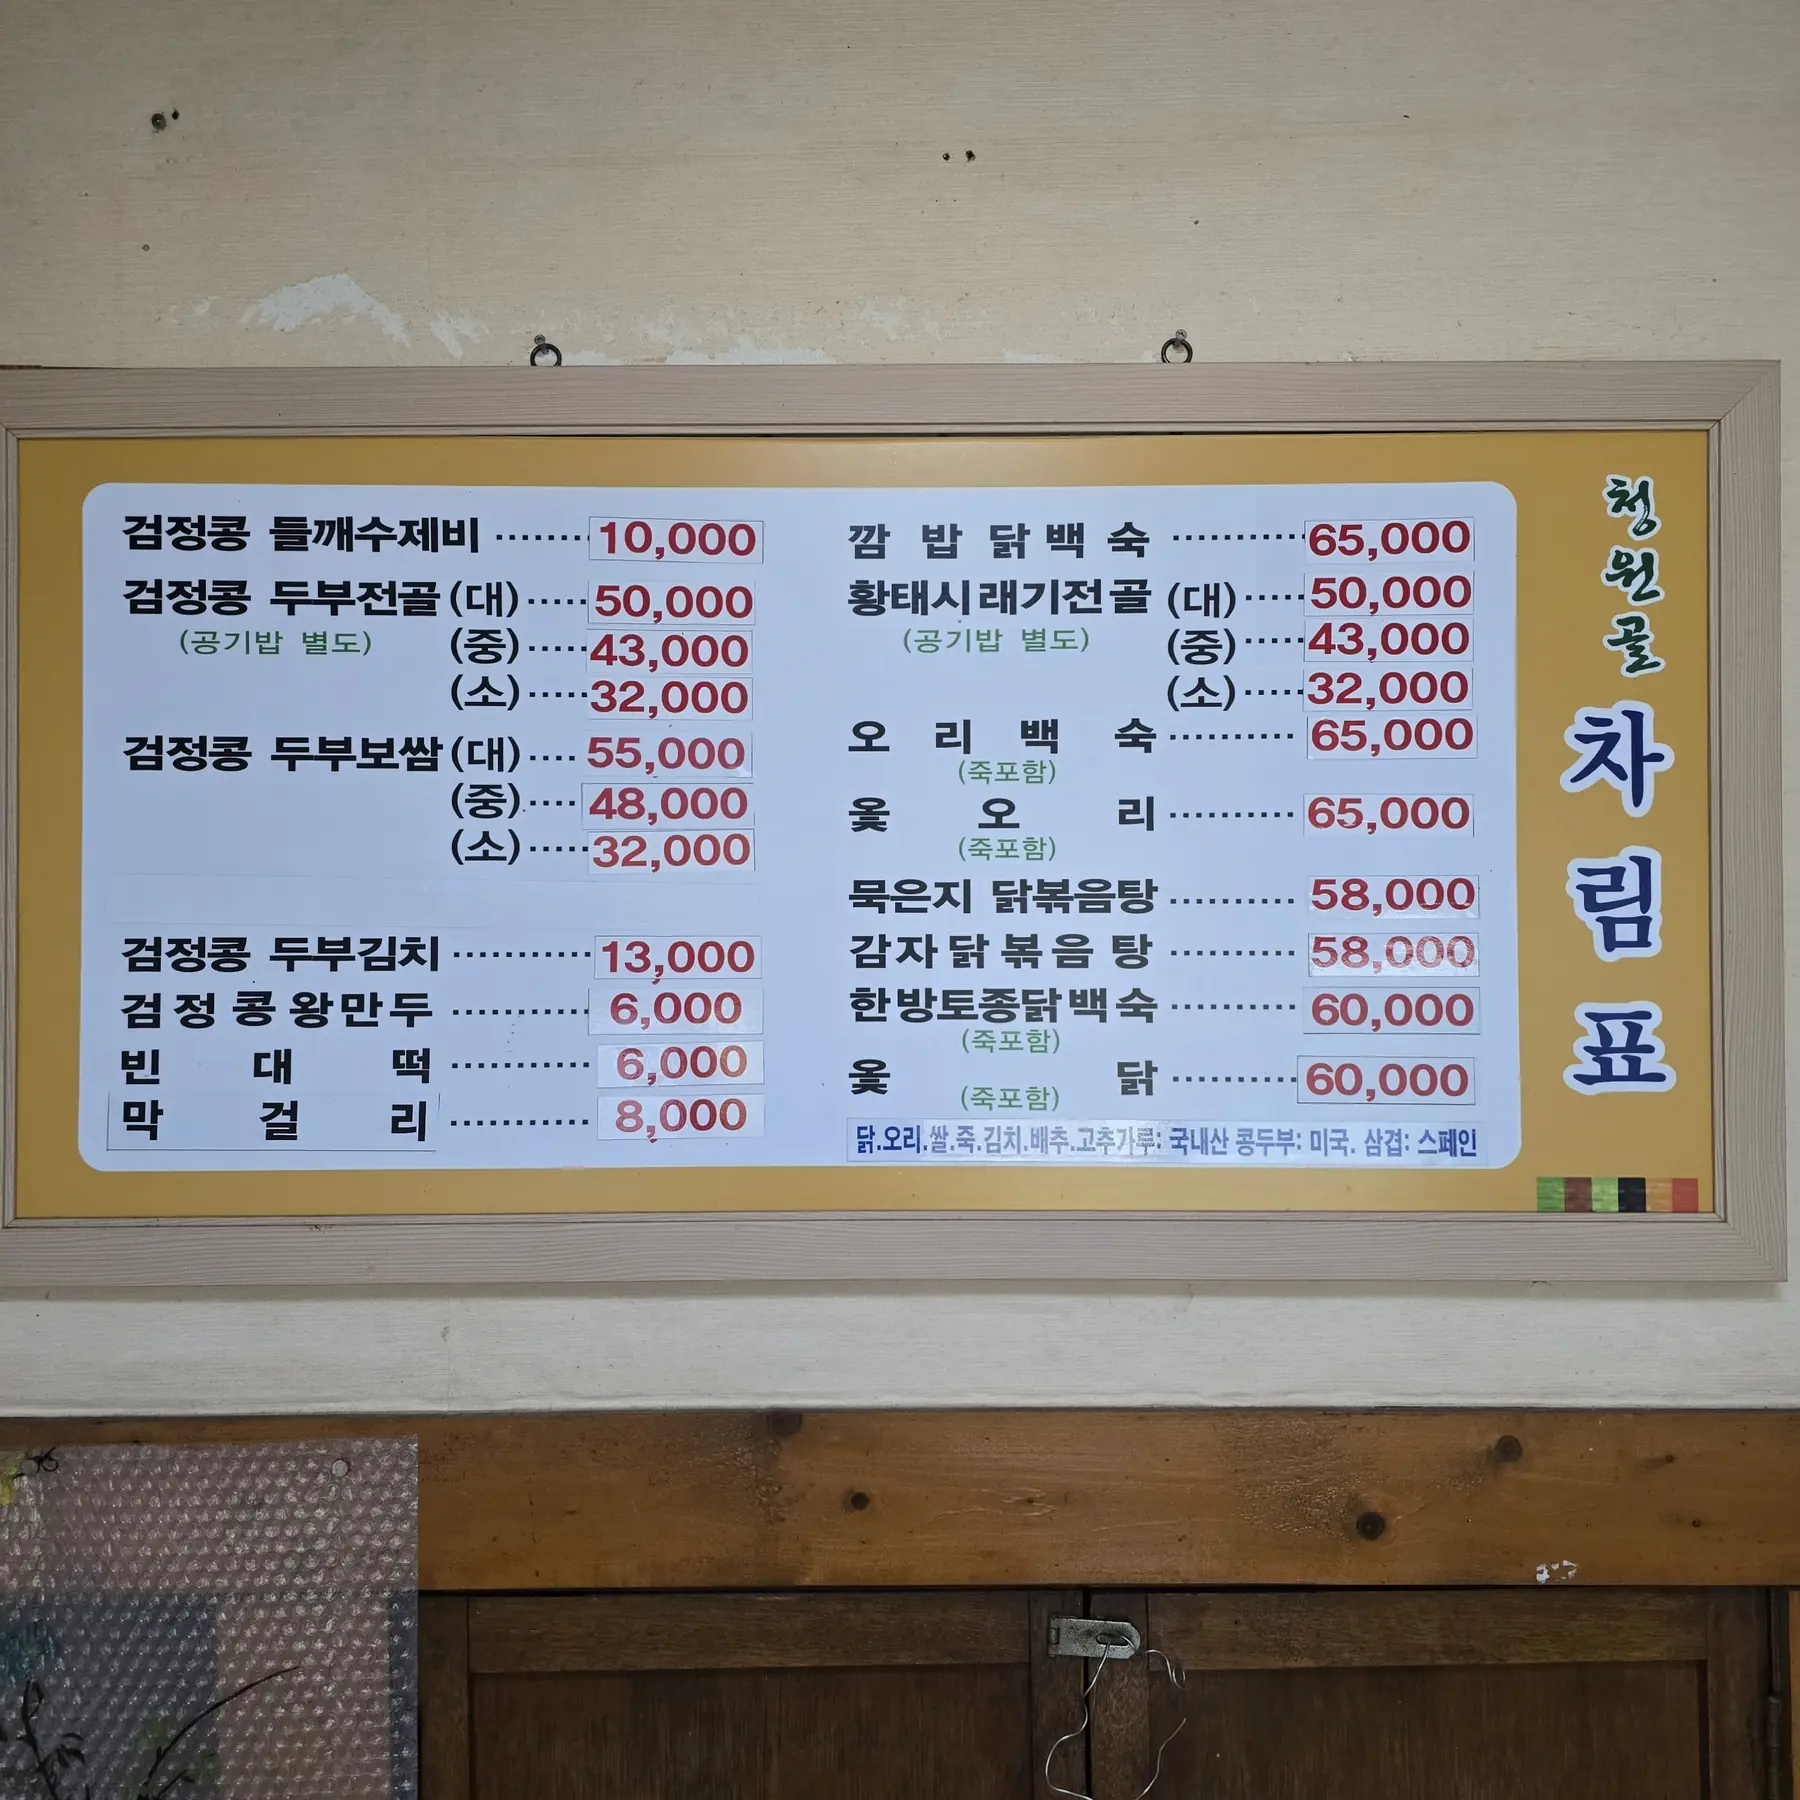 검정콩 들깨수제비 ········ 10,000
검정콩 두부전골 (대) ····· 50,000
(공기밥 별도) (중) ····· 43,000
(소) ····· 32,000
검정콩 두부보쌈 (대) ···· 55,000
(중) ···· 48,000
(소) ····· 32,000
검정콩 두부김치 ··········· 13,000
검정콩왕만두 ··········· 6,000
빈대떡 ··········· 6,000
막걸리 ··········· 8,000
깜밥닭백숙 ··········· 65,000
황태시래기전골 (대) ····· 50,000
(공기밥 별도) (중) ····· 43,000
(소) ····· 32,000
오리백숙 ·········· 65,000
(죽포함)
옻오리 ·········· 65,000
(죽포함)
묵은지 닭볶음탕 ·········· 58,000
감자닭볶음탕 ·········· 58,000
한방토종닭백숙 ·········· 60,000
(죽포함)
옻닭 ·········· 60,000
(죽포함)
닭.오리.쌀.죽.김치.배추.고추가루: 국내산 콩두부: 미국. 삼겹: 스페인
청원골
차림표